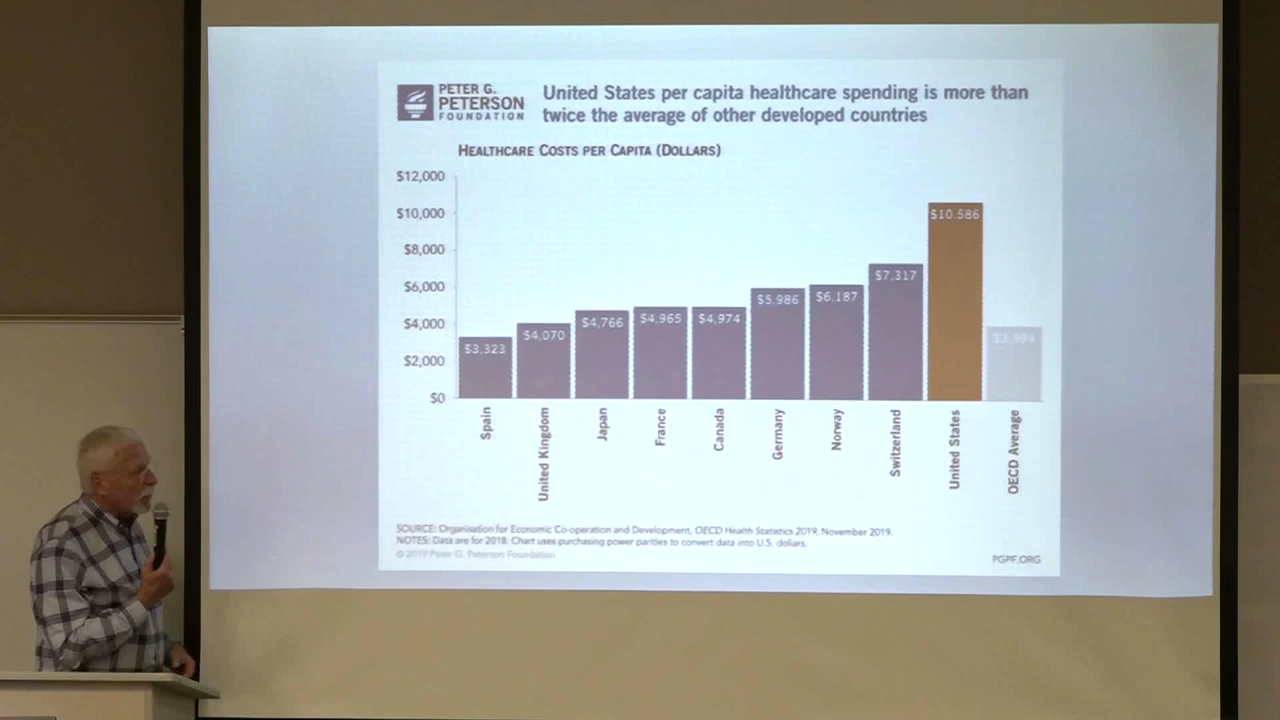 PETER G.
PETERSON
FOUNDATION
United States per capita healthcare spending is more than
twice the average of other developed countries
HEALTHCARE COSTS PER CAPITA (DOLLARS)
$12,000
$10,000
$8,000
$6,000
$4,000
$2,000
$0
$3,323
$4,070
$4,766
$4,965
$4,974
$5,986
$6,187
$7,317
$10,586
$3,994
Spain
United Kingdom
Japan
France
Canada
Germany
Norway
Switzerland
United States
OECD Average
SOURCE: Organisation for Economic Co-operation and Development, OECD Health Statistics 2019, November 2019.
NOTES: Data are for 2018. Chart uses purchasing power parities to convert data into U.S. dollars.
© 2019 Peter G. Peterson Foundation
PGPF.ORG